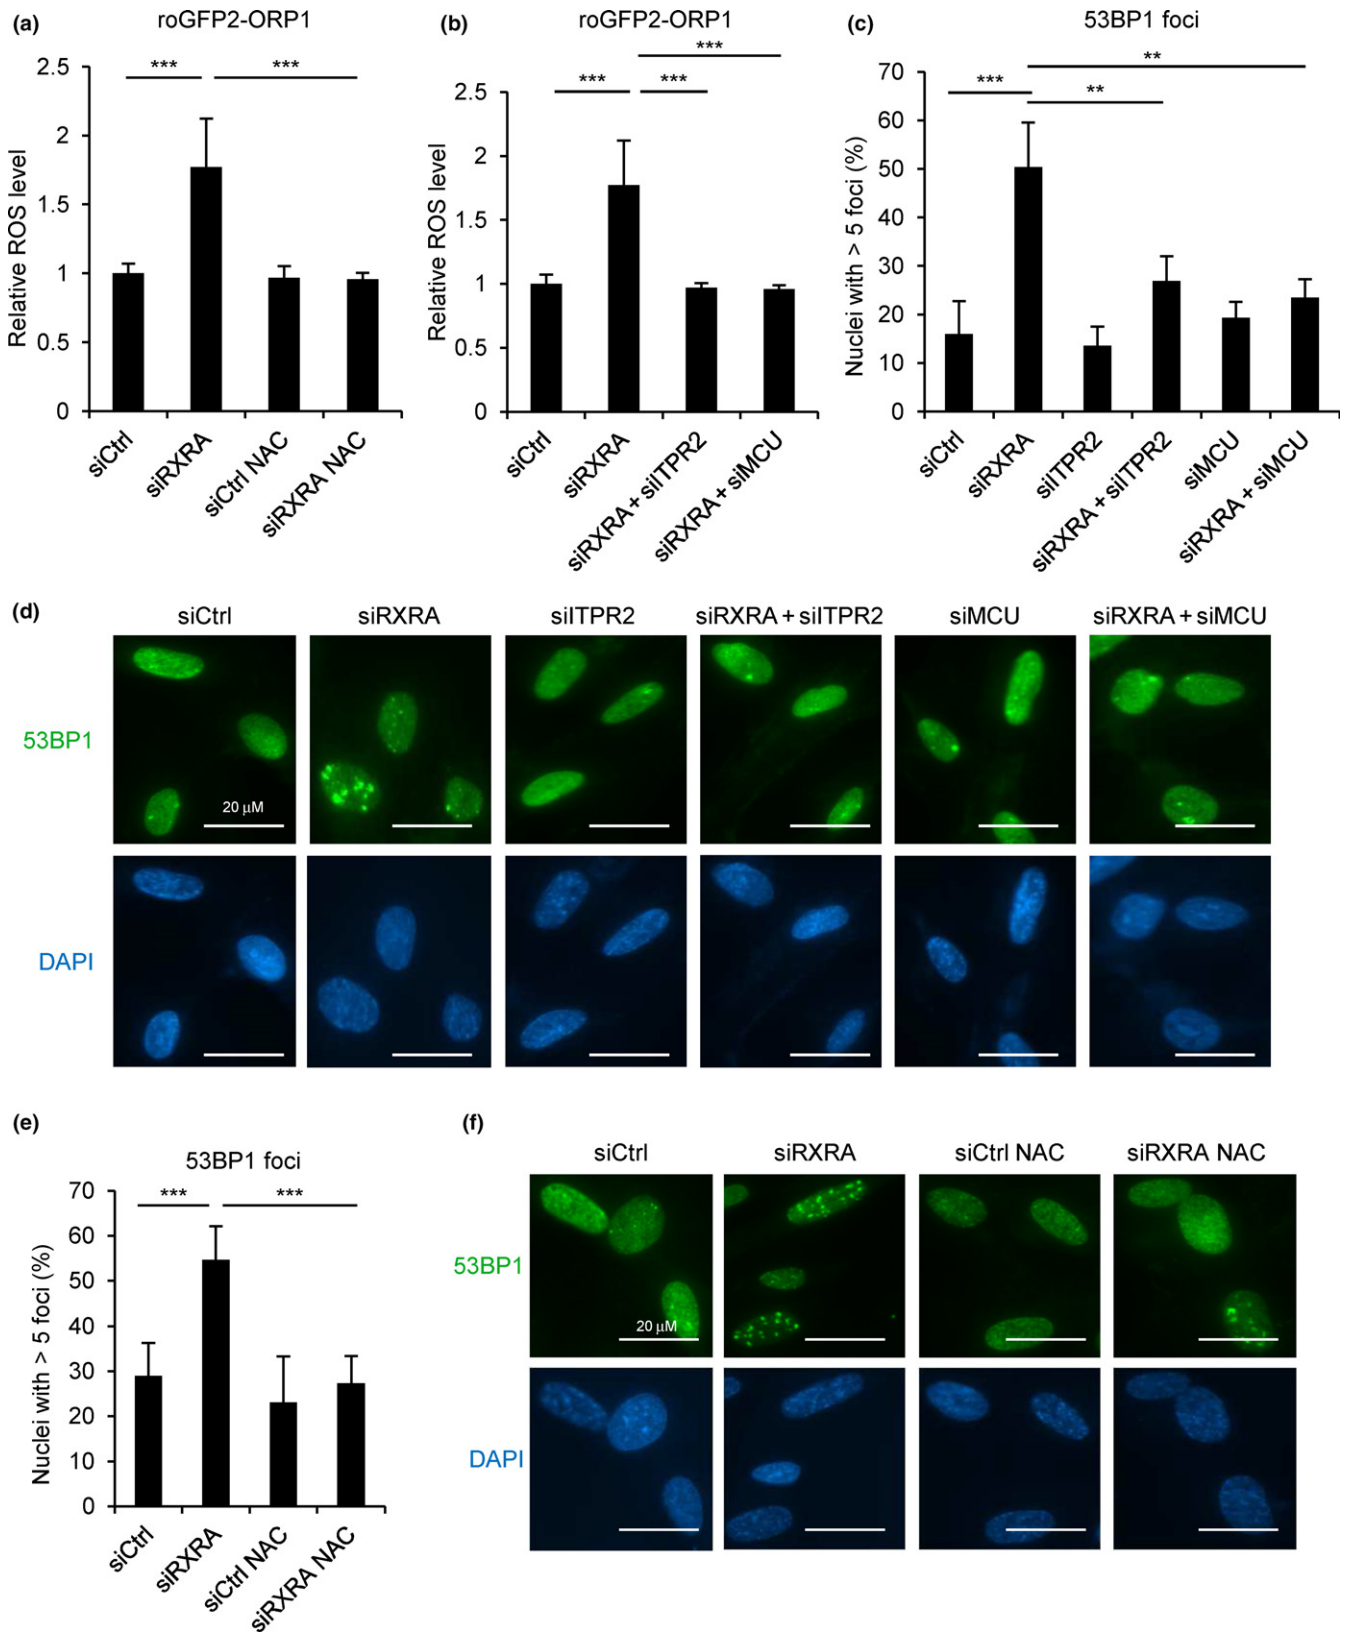 (a)
roGFP2-ORP1
Relative ROS level
2.5
2
1.5
1
0.5
0
***
***
siCtrl
siRXRA
siCtrl NAC
siRXRA NAC
(b)
roGFP2-ORP1
Relative ROS level
2.5
2
1.5
1
0.5
0
***
***
***
siCtrl
siRXRA
siRXRA + siITPR2
siRXRA + siMCU
(c)
53BP1 foci
Nuclei with > 5 foci (%)
70
60
50
40
30
20
10
0
**
***
**
siCtrl
siRXRA
siITPR2
siRXRA + siITPR2
siMCU
siRXRA + siMCU
(d)
siCtrl
siRXRA
siITPR2
siRXRA + siITPR2
siMCU
siRXRA + siMCU
53BP1
20 μM
DAPI
(e)
53BP1 foci
Nuclei with > 5 foci (%)
70
60
50
40
30
20
10
0
***
***
siCtrl
siRXRA
siCtrl NAC
siRXRA NAC
(f)
siCtrl
siRXRA
siCtrl NAC
siRXRA NAC
53BP1
20 μM
DAPI